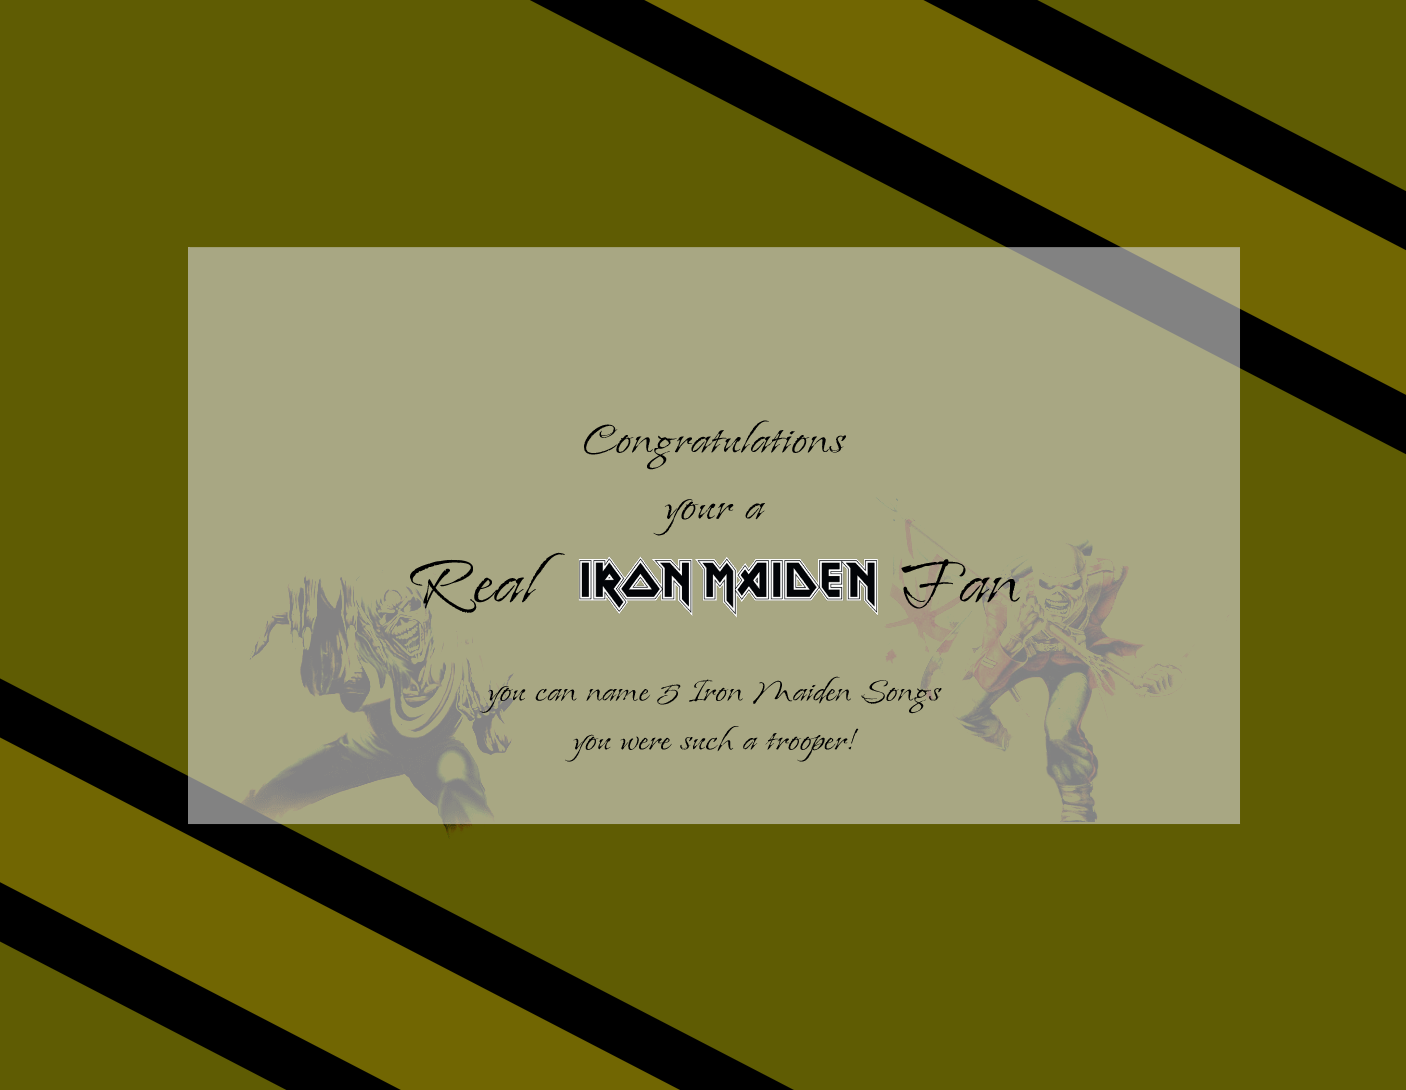 Congratulations
your a
Real IRON MAIDEN Fan
you can name 5 Iron Maiden Songs
you were such a trooper!